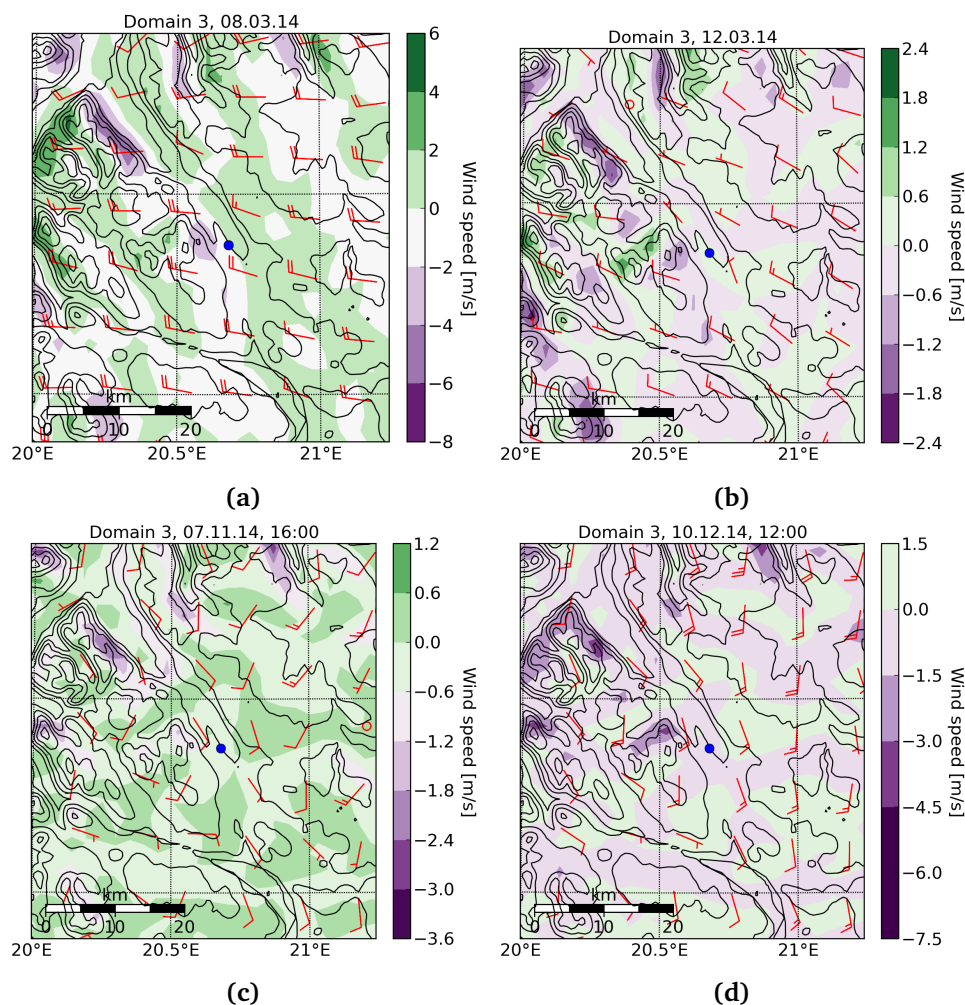 Domain 3, 08.03.14
6
4
2
0
−2
−4
−6
−8
Wind speed [m/s]
km
0 10 20
20°E 20.5°E 21°E
(a)
Domain 3, 12.03.14
2.4
1.8
1.2
0.6
0.0
−0.6
−1.2
−1.8
−2.4
Wind speed [m/s]
km
0 10 20
20°E 20.5°E 21°E
(b)
Domain 3, 07.11.14, 16:00
1.2
0.6
0.0
−0.6
−1.2
−1.8
−2.4
−3.0
−3.6
Wind speed [m/s]
km
0 10 20
20°E 20.5°E 21°E
(c)
Domain 3, 10.12.14, 12:00
1.5
0.0
−1.5
−3.0
−4.5
−6.0
−7.5
Wind speed [m/s]
km
0 10 20
20°E 20.5°E 21°E
(d)